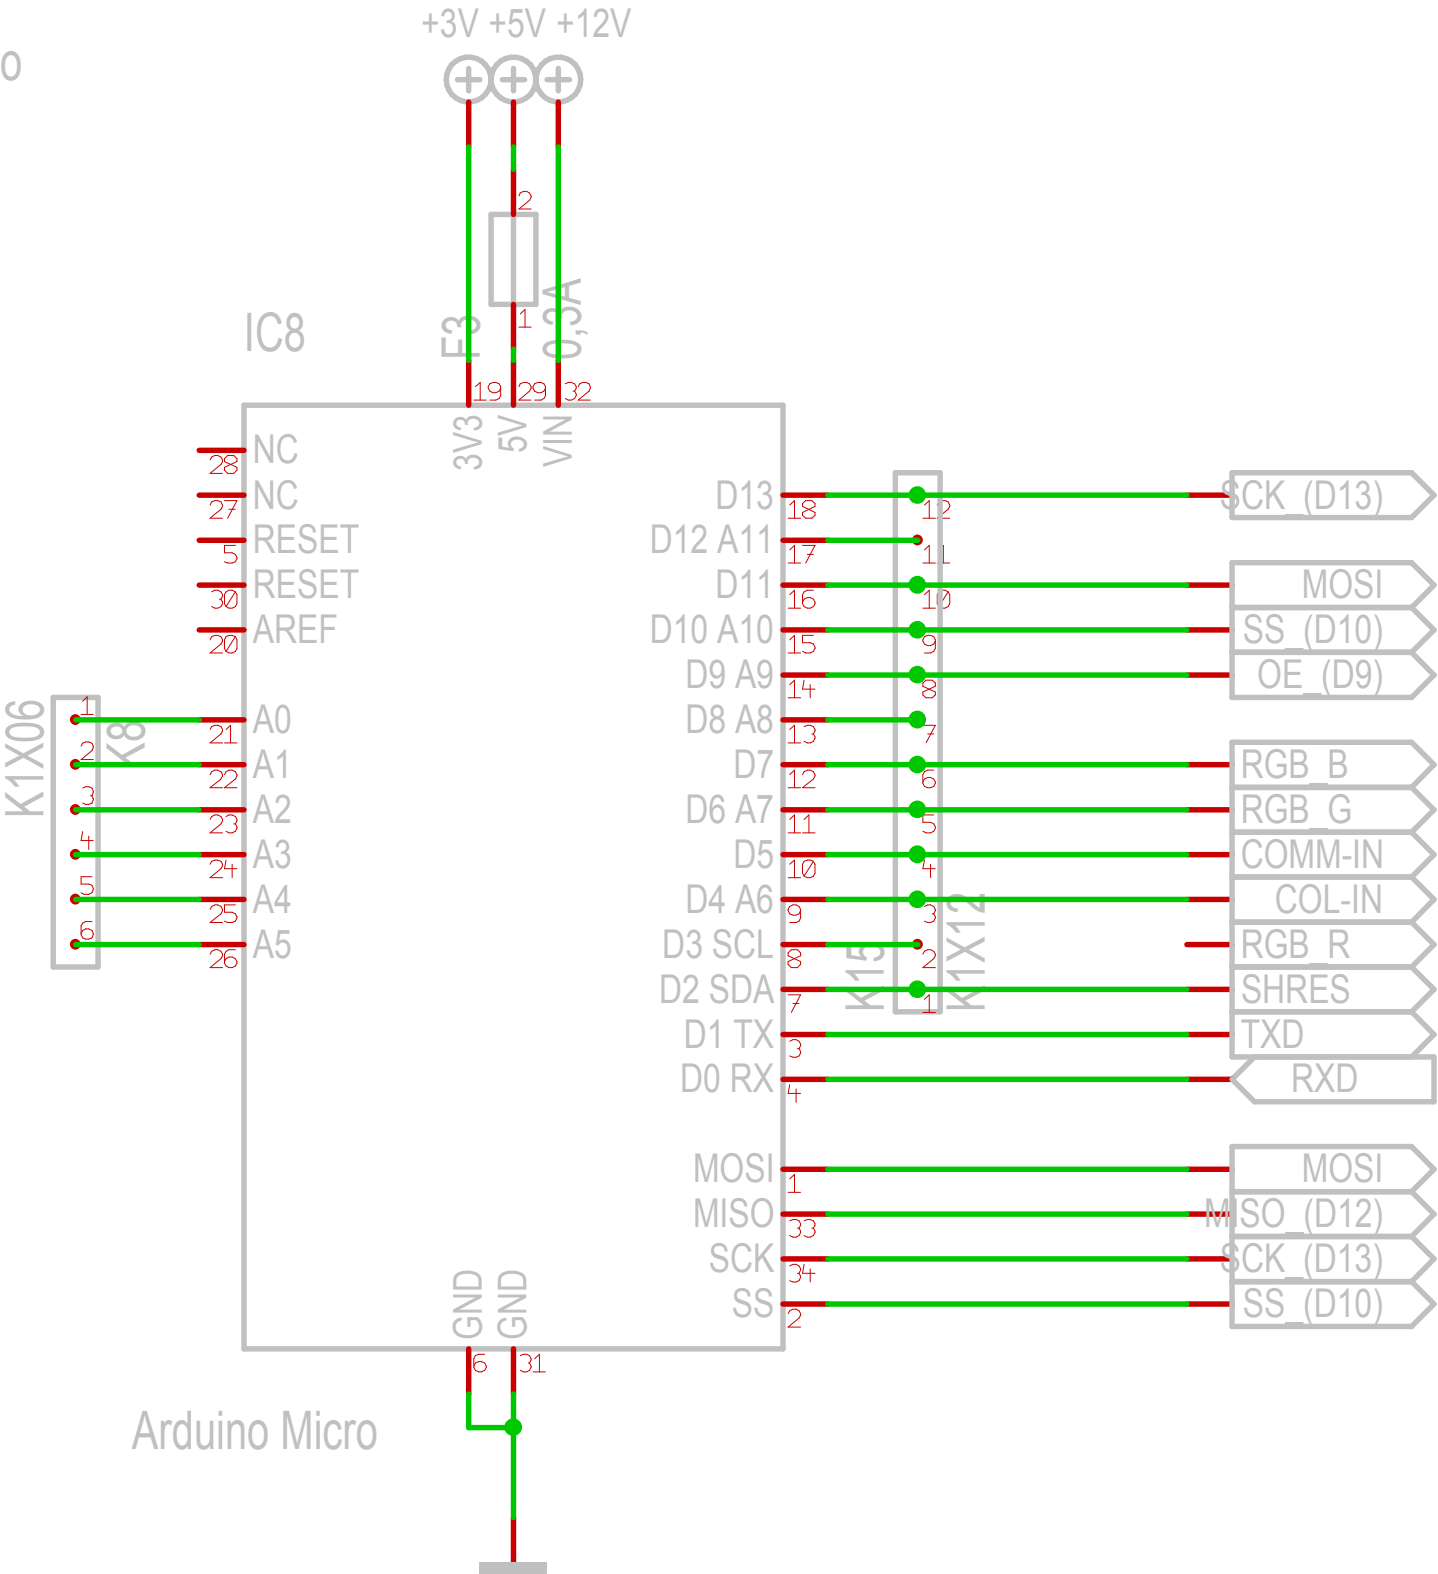 +3V +5V +12V
o
2
1
F3
0,3A
IC8
19
29
32
3V3
5V
VIN
NC
28
NC
27
RESET
5
RESET
30
AREF
20
K1X06
K8
1
A0
21
2
A1
22
3
A2
23
4
A3
24
5
A4
25
6
A5
26
D13
18
12
SCK_(D13)
D12 A11
17
11
D11
16
10
MOSI
D10 A10
15
9
SS_(D10)
D9 A9
14
8
OE_(D9)
D8 A8
13
7
D7
12
6
RGB_B
D6 A7
11
5
RGB_G
D5
10
4
COMM-IN
D4 A6
9
3
COL-IN
D3 SCL
8
2
RGB_R
D2 SDA
7
1
SHRES
K15
K1X12
D1 TX
3
TXD
D0 RX
4
RXD
MOSI
1
MOSI
MISO
33
MISO_(D12)
SCK
34
SCK_(D13)
SS
2
SS_(D10)
GND
GND
6
31
Arduino Micro